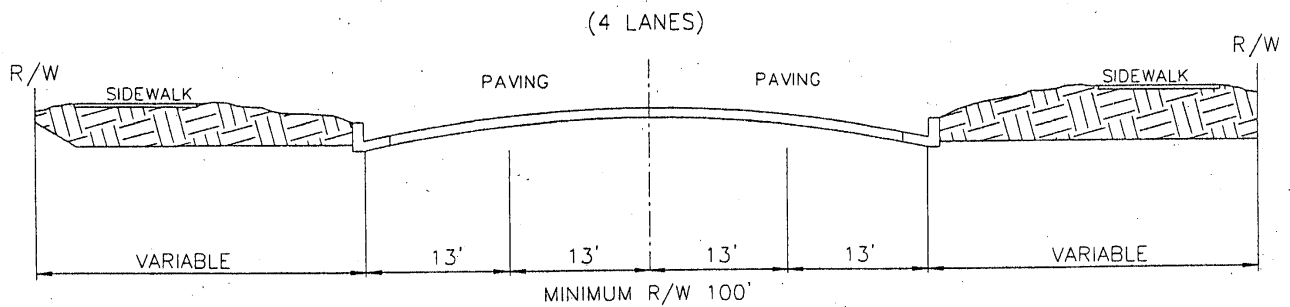 (4 LANES)
R/W
R/W
PAVING
PAVING
SIDEWALK
SIDEWALK
VARIABLE
13'
13'
13'
13'
VARIABLE
MINIMUM R/W 100'